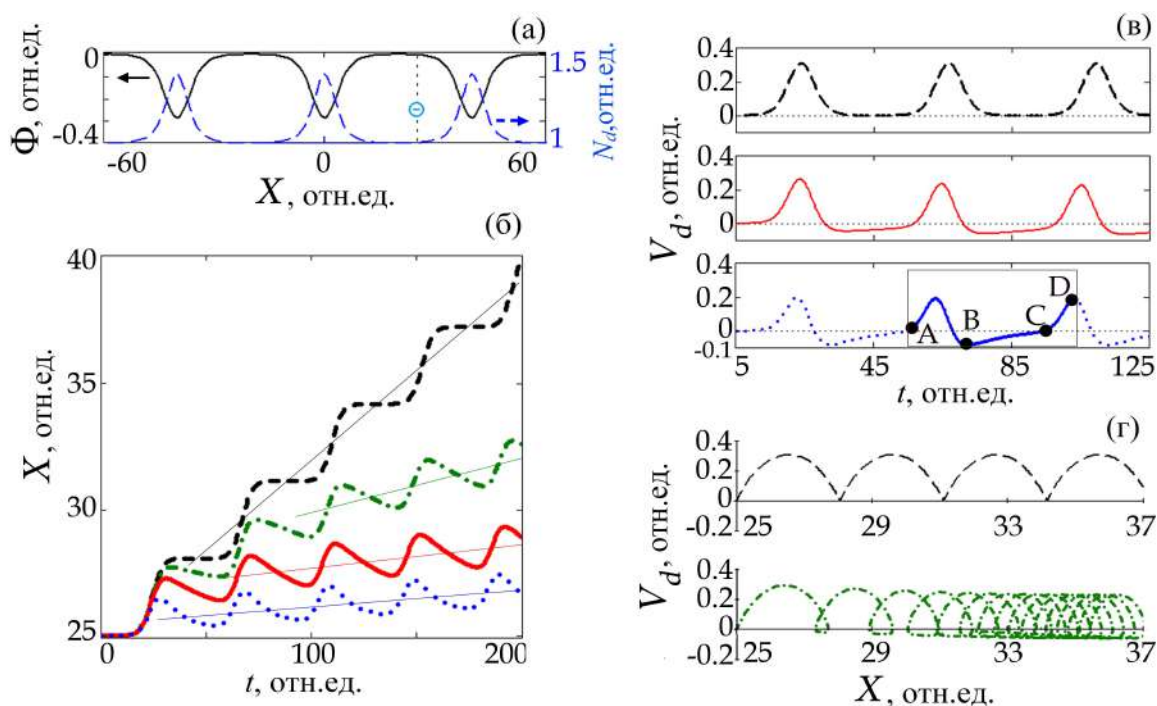 (а)
0
-0.4
Φ, отн.ед.
1.5
1
N_d, отн.ед.
-60
0
60
X, отн.ед.
(б)
40
35
30
25
X, отн.ед.
0
100
200
t, отн.ед.
(в)
0.4
0.2
0
0.4
0.2
0
0.4
0.2
0
-0.1
V_d, отн.ед.
A
B
C
D
5
45
85
125
t, отн.ед.
(г)
0.4
0.2
0
-0.2
25
29
33
37
0.4
0.2
0
-0.2
V_d, отн.ед.
25
29
33
37
X, отн.ед.